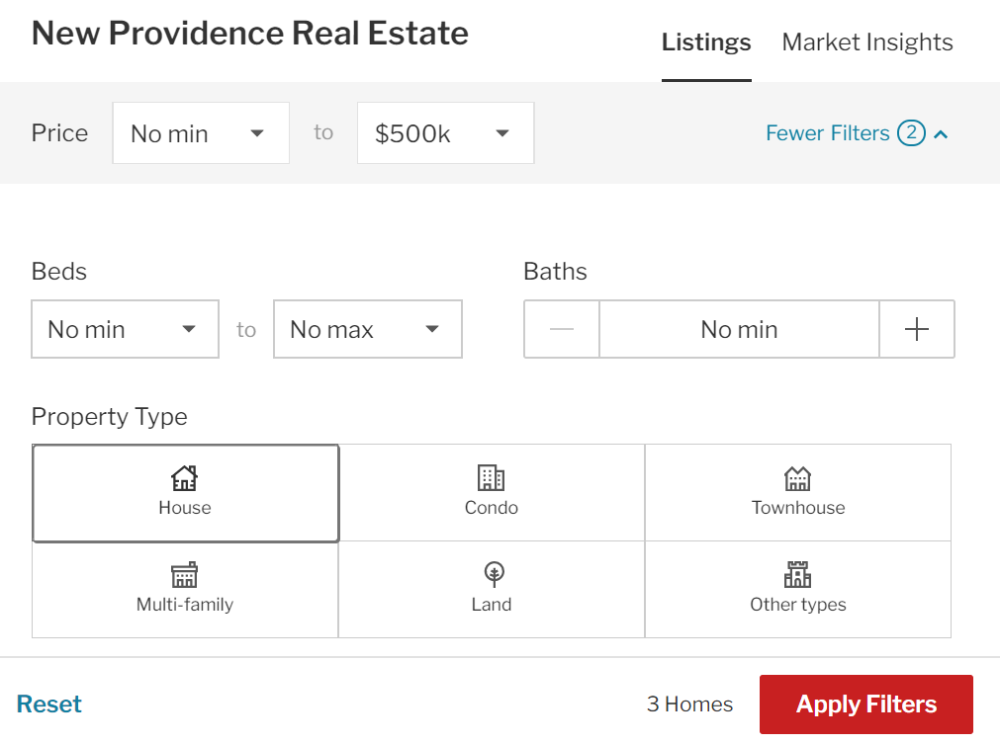 New Providence Real Estate
Listings
Market Insights
Price
No min
to
$500k
Fewer Filters 2
Beds
Baths
No min
to
No max
No min
Property Type
House
Condo
Townhouse
Multi-family
Land
Other types
Reset
3 Homes
Apply Filters